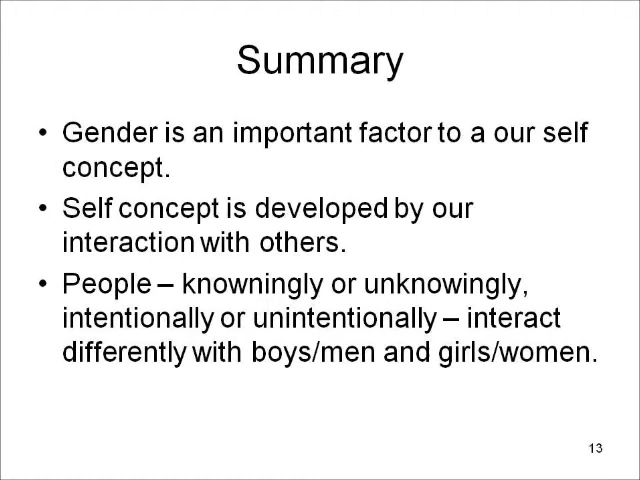 Summary
• Gender is an important factor to a our self
concept.
• Self concept is developed by our
interaction with others.
• People – knowningly or unknowingly,
intentionally or unintentionally – interact
differently with boys/men and girls/women.
13